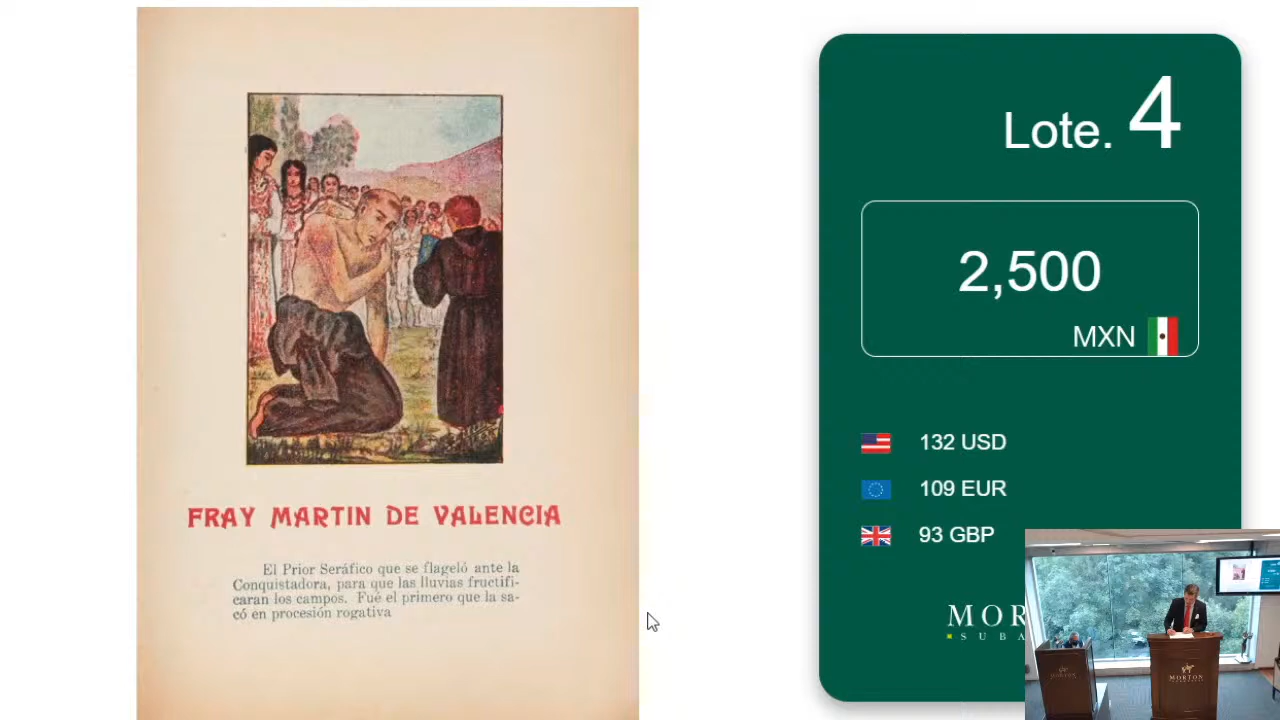 FRAY MARTIN DE VALENCIA
El Prior Seráfico que se flageló ante la
Conquistadora, para que las lluvias fructifi-
caran los campos. Fué el primero que la sa-
có en procesión rogativa
Lote. 4
2,500
MXN
132 USD
109 EUR
93 GBP
MOR
SUBA
MORTON